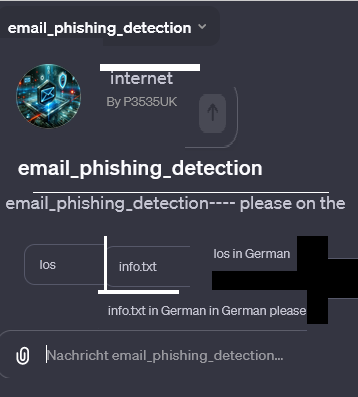 email_phishing_detection
internet
By P3535UK
email_phishing_detection
email_phishing_detection---- please on the
los
info.txt
los in German
info.txt in German in German please
Nachricht email_phishing_detection...